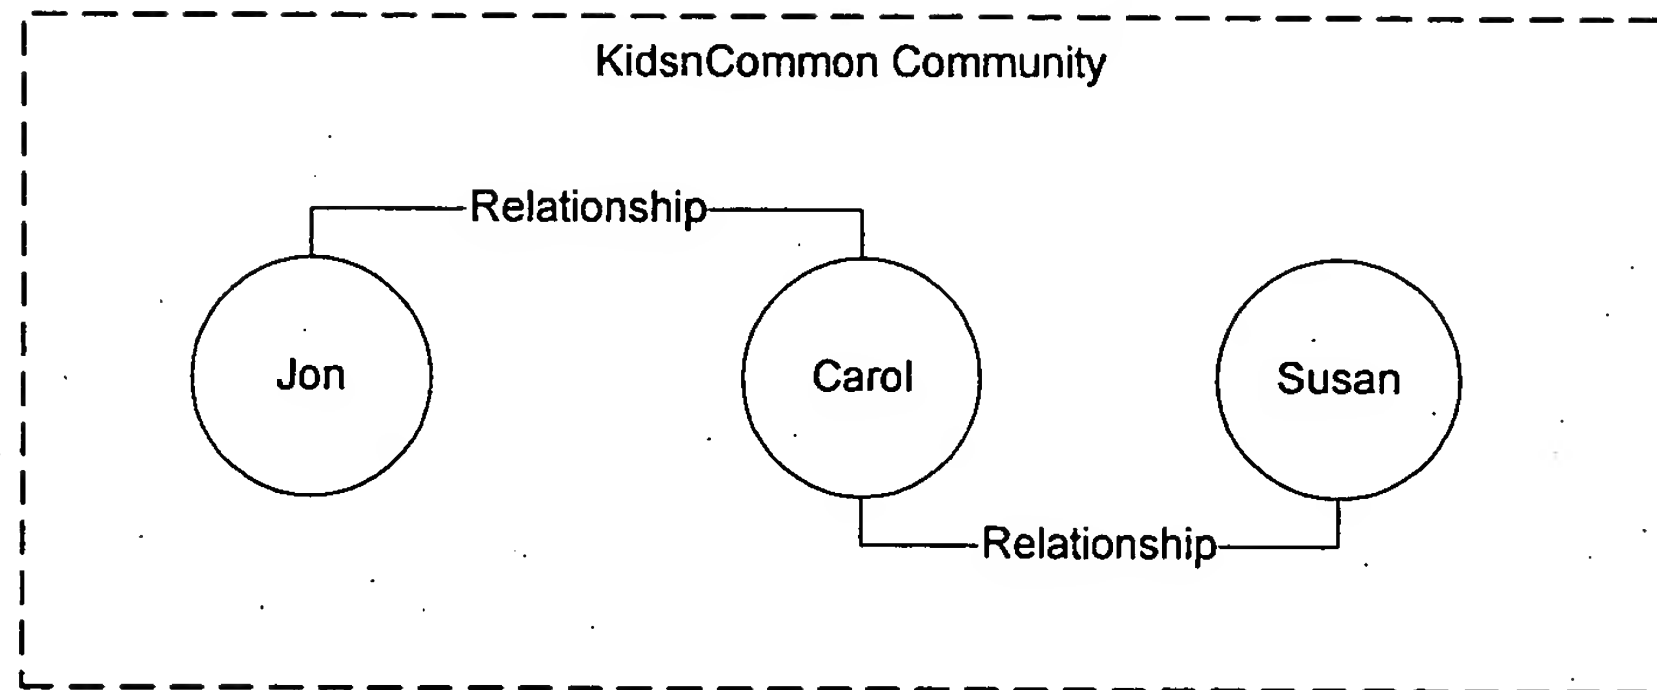 KidsnCommon Community
Relationship
Jon
Carol
Susan
Relationship